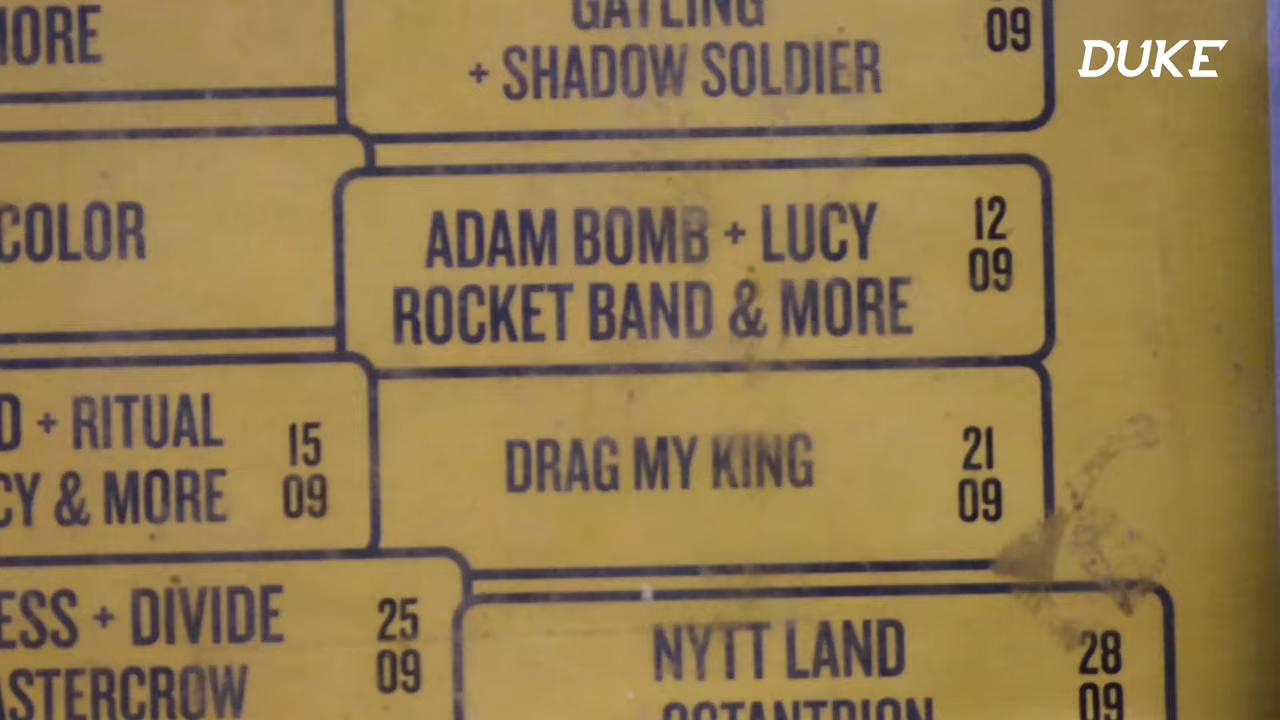 GATLING
+ SHADOW SOLDIER
09
DUKE
COLOR
ADAM BOMB + LUCY
ROCKET BAND & MORE
12
09
D + RITUAL
CY & MORE
15
09
DRAG MY KING
21
09
ESS + DIVIDE
ASTERCROW
25
09
NYTT LAND
28
09